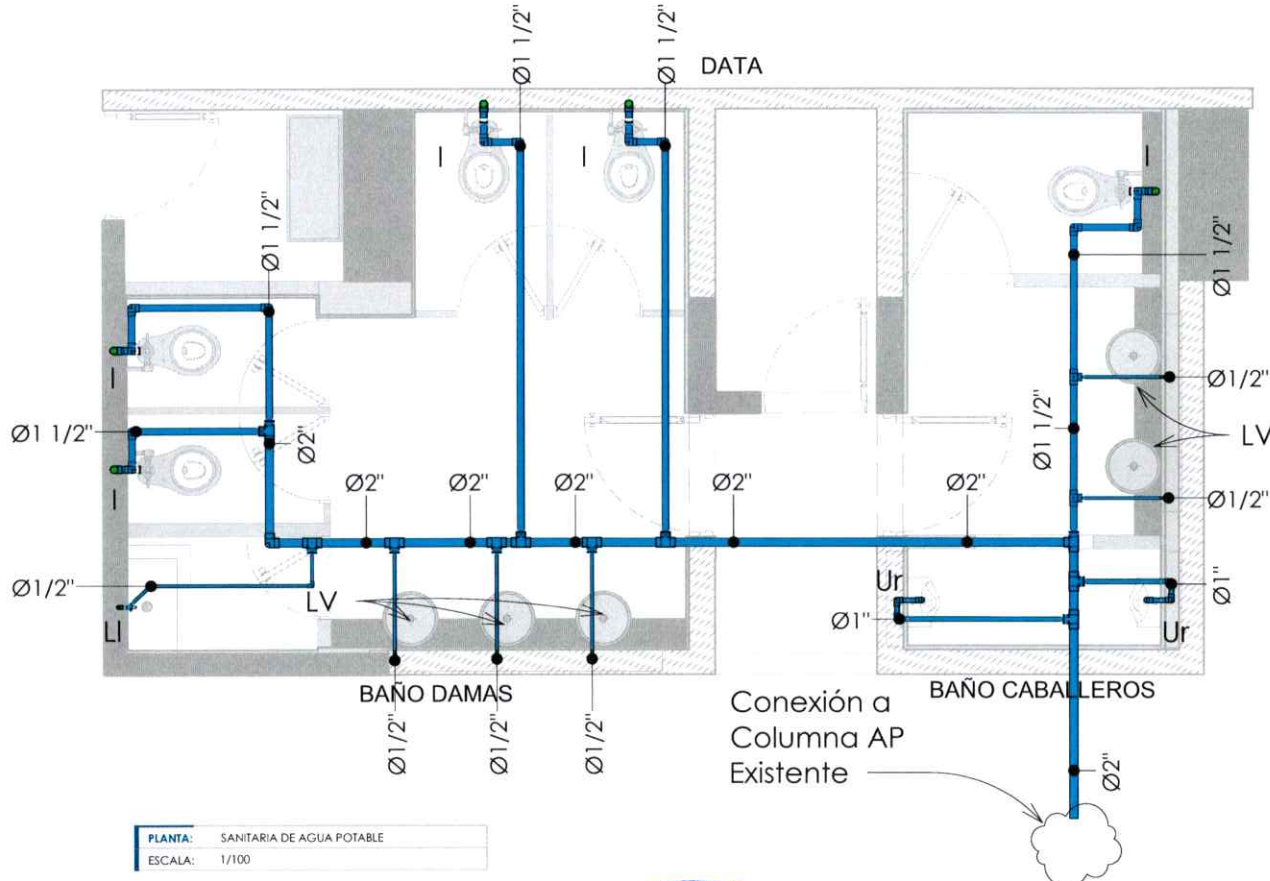 Ø1 1/2"
Ø1 1/2"
DATA
I
I
I
Ø1 1/2"
Ø1 1/2"
I
Ø1/2"
Ø1 1/2"
LV
Ø1 1/2"
Ø2"
I
Ø2"
Ø2"
Ø2"
Ø2"
Ø2"
Ø1/2"
Ø1/2"
LV
Ll
Ur
Ø1"
Ø1"
Ur
BAÑO DAMAS
BAÑO CABALLEROS
Ø1/2"
Ø1/2"
Ø1/2"
Conexión a
Columna AP
Existente
Ø2"
PLANTA: SANITARIA DE AGUA POTABLE
ESCALA: 1/100